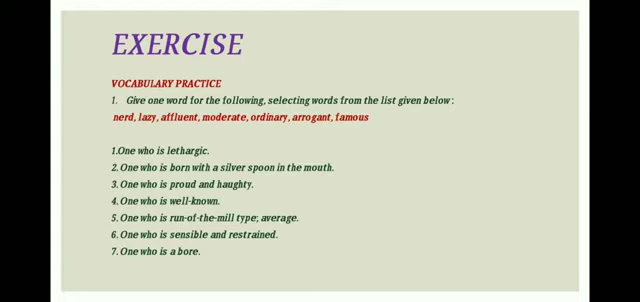 EXERCISE
VOCABULARY PRACTICE
1. Give one word for the following, selecting words from the list given below :
nerd, lazy, affluent, moderate, ordinary, arrogant, famous
1.One who is lethargic.
2. One who is born with a silver spoon in the mouth.
3. One who is proud and haughty.
4. One who is well-known.
5. One who is run-of-the-mill type; average.
6. One who is sensible and restrained.
7. One who is a bore.